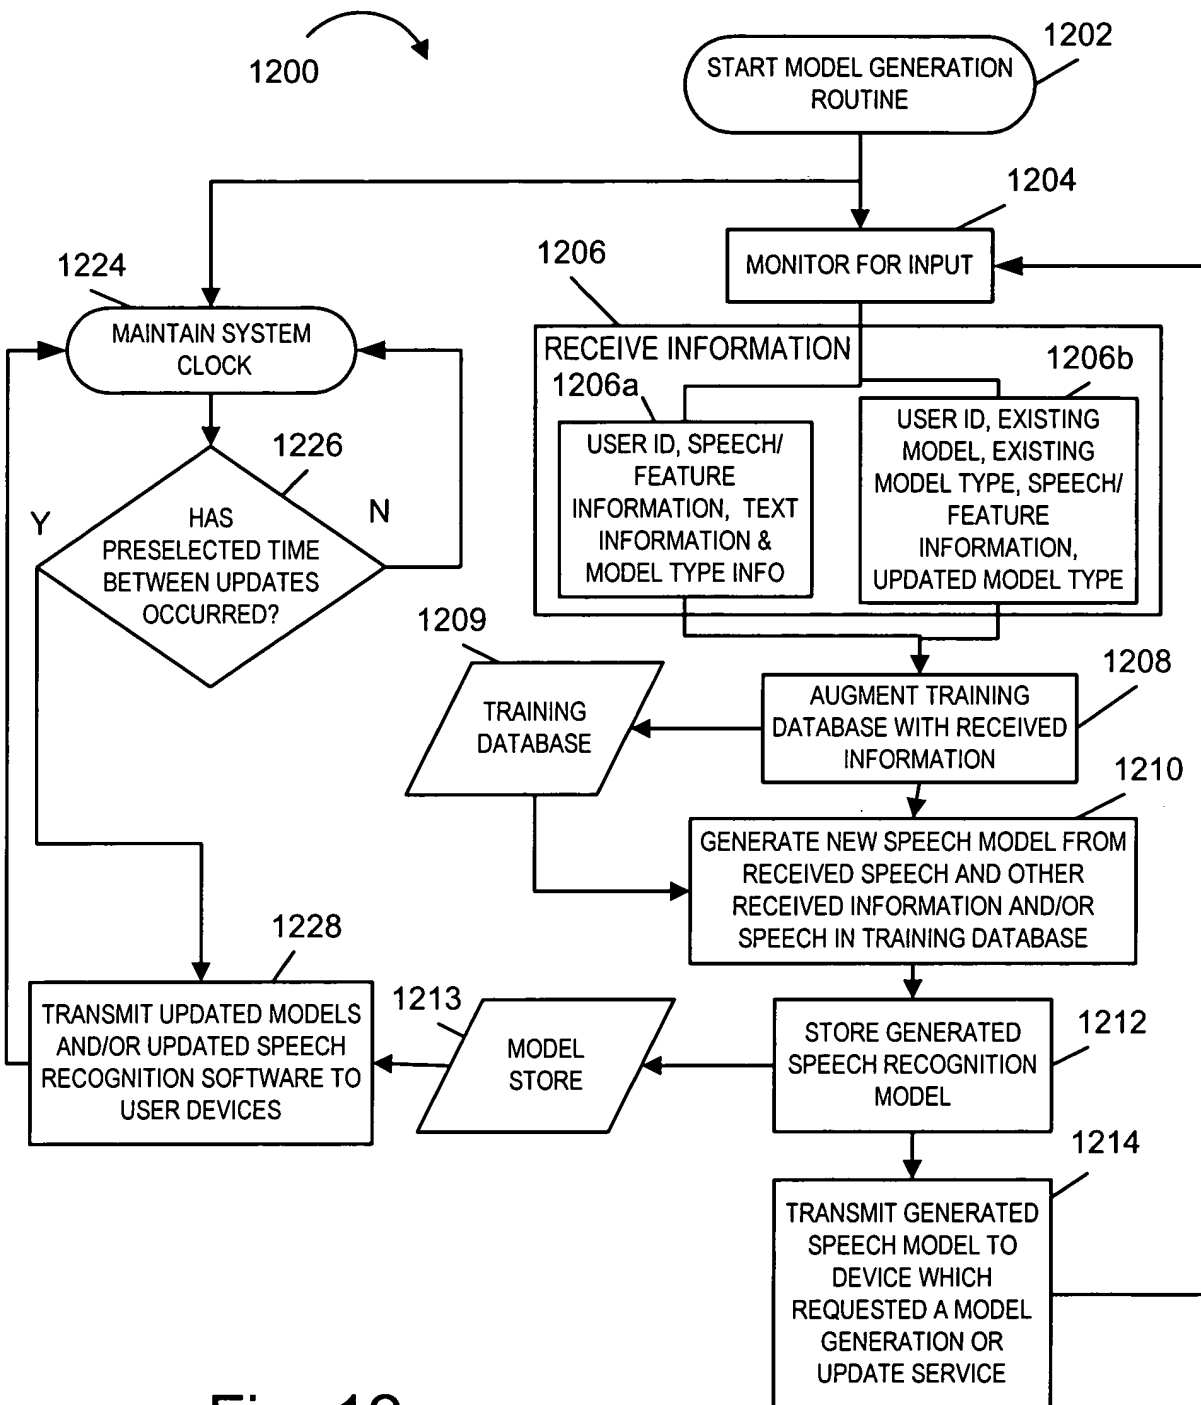 1200
1202
START MODEL GENERATION
ROUTINE
1204
MONITOR FOR INPUT
1224
MAINTAIN SYSTEM
CLOCK
1206
RECEIVE INFORMATION
1206a
USER ID, SPEECH/
FEATURE
INFORMATION, TEXT
INFORMATION &
MODEL TYPE INFO
1206b
USER ID, EXISTING
MODEL, EXISTING
MODEL TYPE, SPEECH/
FEATURE
INFORMATION,
UPDATED MODEL TYPE
1226
Y
N
HAS
PRESELECTED TIME
BETWEEN UPDATES
OCCURRED?
1209
TRAINING
DATABASE
1208
AUGMENT TRAINING
DATABASE WITH RECEIVED
INFORMATION
1210
GENERATE NEW SPEECH MODEL FROM
RECEIVED SPEECH AND OTHER
RECEIVED INFORMATION AND/OR
SPEECH IN TRAINING DATABASE
1228
TRANSMIT UPDATED MODELS
AND/OR UPDATED SPEECH
RECOGNITION SOFTWARE TO
USER DEVICES
1213
MODEL
STORE
1212
STORE GENERATED
SPEECH RECOGNITION
MODEL
1214
TRANSMIT GENERATED
SPEECH MODEL TO
DEVICE WHICH
REQUESTED A MODEL
GENERATION OR
UPDATE SERVICE